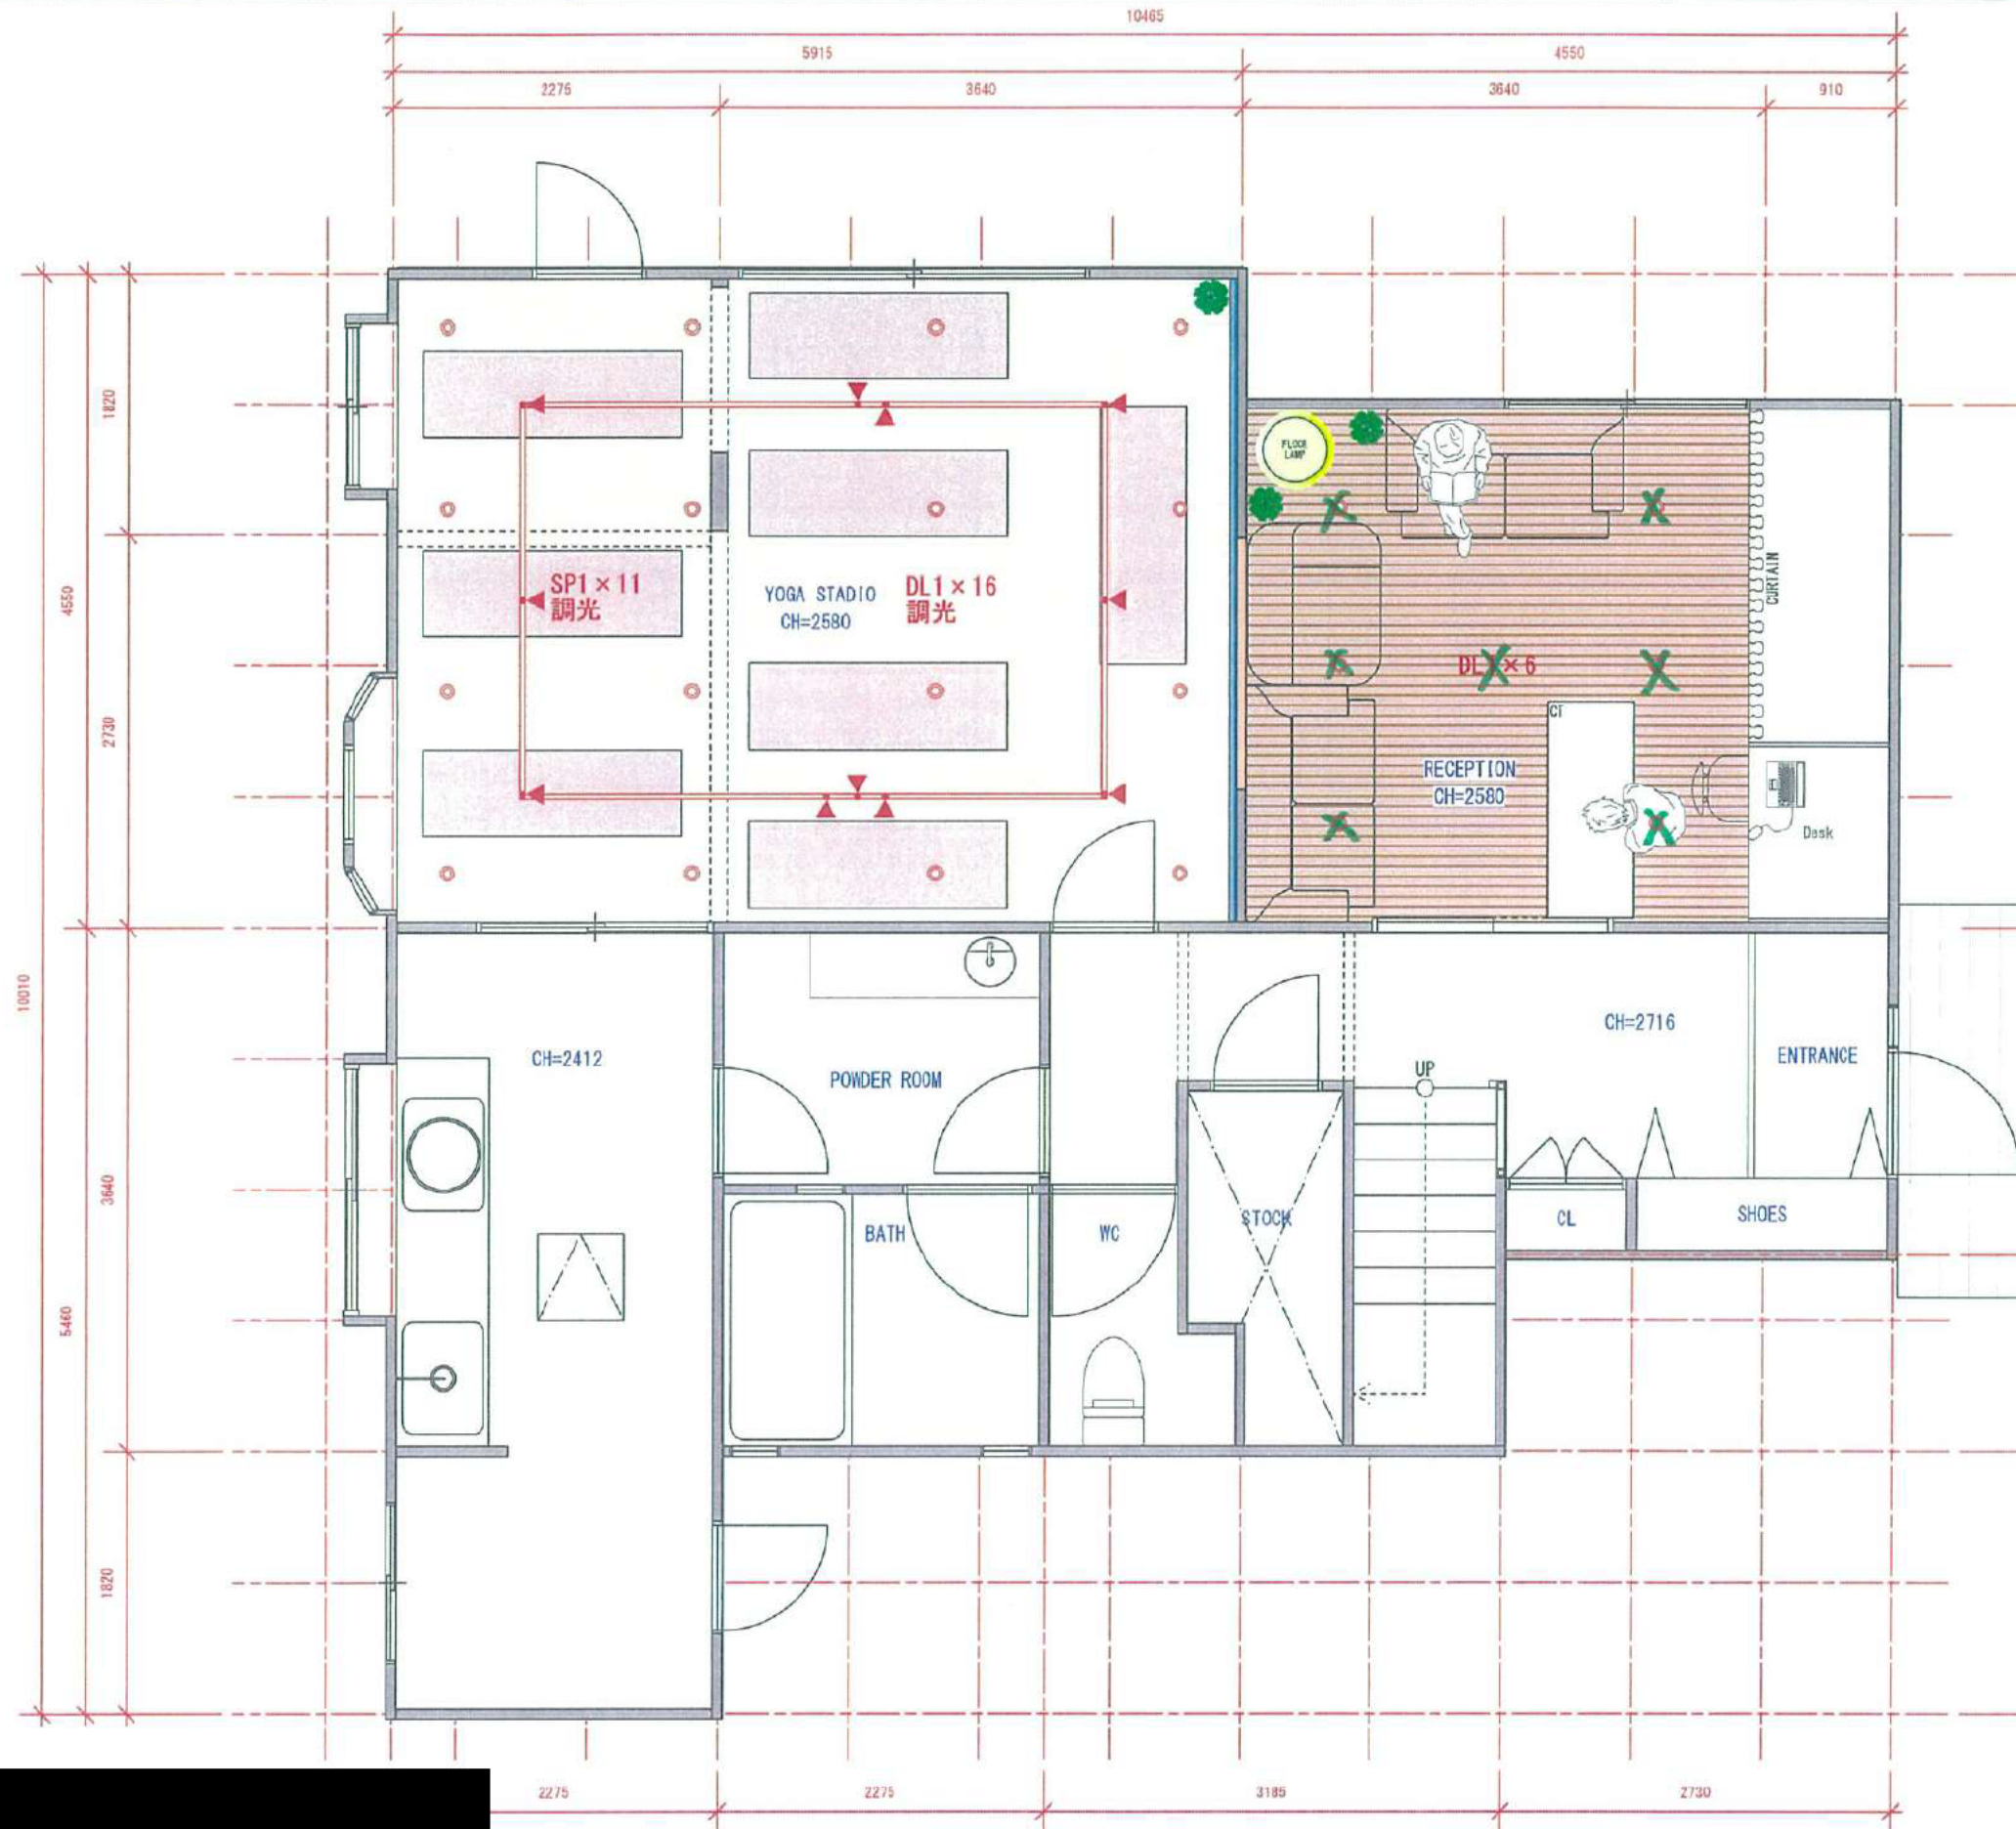 10465
5915
4550
2275
3640
3640
910
1820
2730
4550
10010
3640
5460
1820
FLOOR
LAMP
CURTAIN
SP1×11
調光
YOGA STADIO
CH=2580
DL1×16
調光
×6
CT
RECEPTION
CH=2580
Desk
CH=2412
POWDER ROOM
CH=2716
ENTRANCE
UP
BATH
WC
STOCK
CL
SHOES
2275
2275
3185
2730